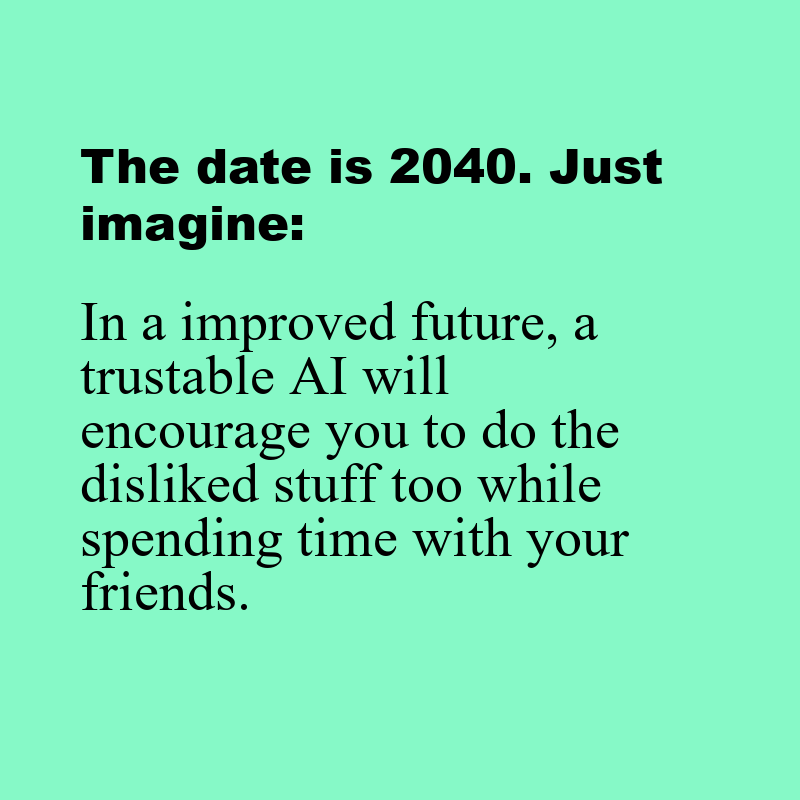 The date is 2040. Just
imagine:
In a improved future, a
trustable AI will
encourage you to do the
disliked stuff too while
spending time with your
friends.